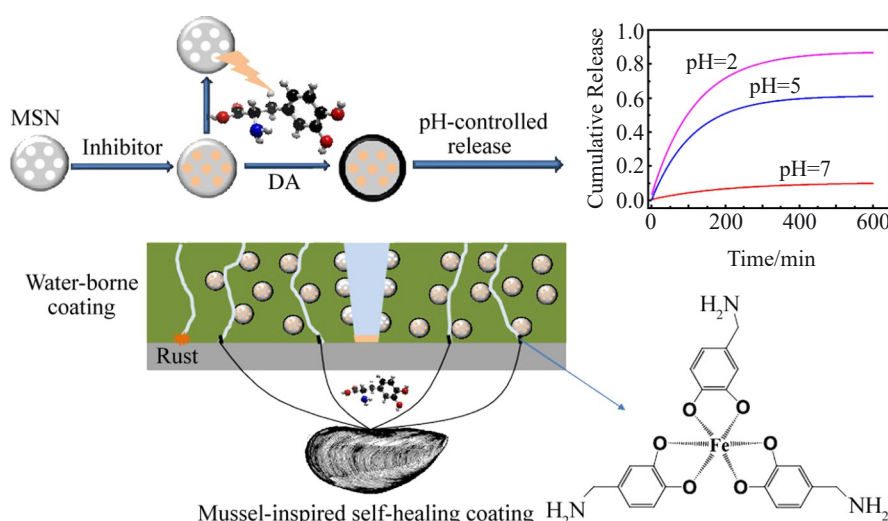 MSN
Inhibitor
DA
pH-controlled
release
Cumulative Release
1.0
0.8
0.6
0.4
0.2
0.0
pH=2
pH=5
pH=7
0
200
400
600
Time/min
Water-borne
coating
Rust
Mussel-inspired self-healing coating
H₂N
O
O
O
Fe
O
O
O
H₂N
NH₂